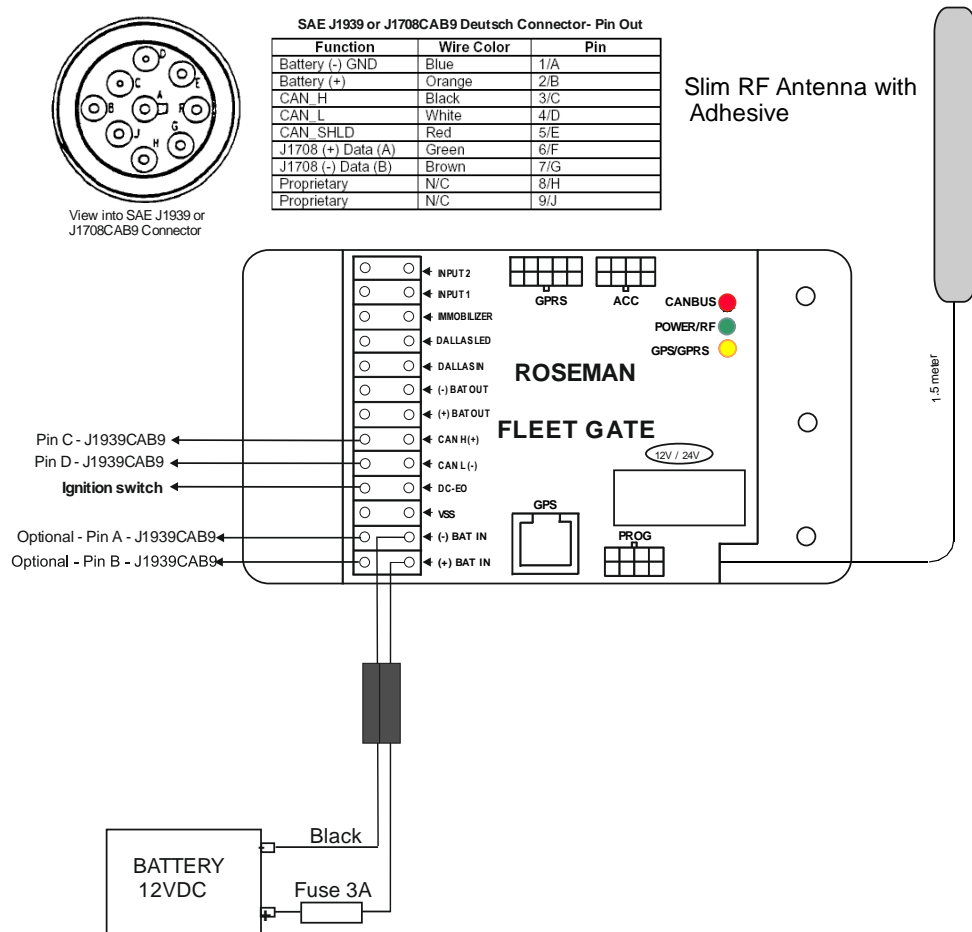 SAE J1939 or J1708CAB9 Deutsch Connector- Pin Out
Function Wire Color Pin
Battery (-) GND Blue 1/A
Battery (+) Orange 2/B
CAN_H Black 3/C
CAN_L White 4/D
CAN_SHLD Red 5/E
J1708 (+) Data (A) Green 6/F
J1708 (-) Data (B) Brown 7/G
Proprietary N/C 8/H
Proprietary N/C 9/J
D
C
E
A
B
F
J
G
H
View into SAE J1939 or
J1708CAB9 Connector
Slim RF Antenna with
Adhesive
1.5 meter
INPUT 2
INPUT 1
IMMOBILIZER
DALLAS LED
DALLAS IN
(-) BAT OUT
(+) BAT OUT
CAN H(+)
CAN L (-)
DC-EO
VSS
(-) BAT IN
(+) BAT IN
GPRS
ACC
CANBUS
POWER/RF
GPS/GPRS
ROSEMAN
FLEET GATE
12V / 24V
GPS
PROG
Pin C - J1939CAB9
Pin D - J1939CAB9
Ignition switch
Optional - Pin A - J1939CAB9
Optional - Pin B - J1939CAB9
Black
-
BATTERY
12VDC
Fuse 3A
+